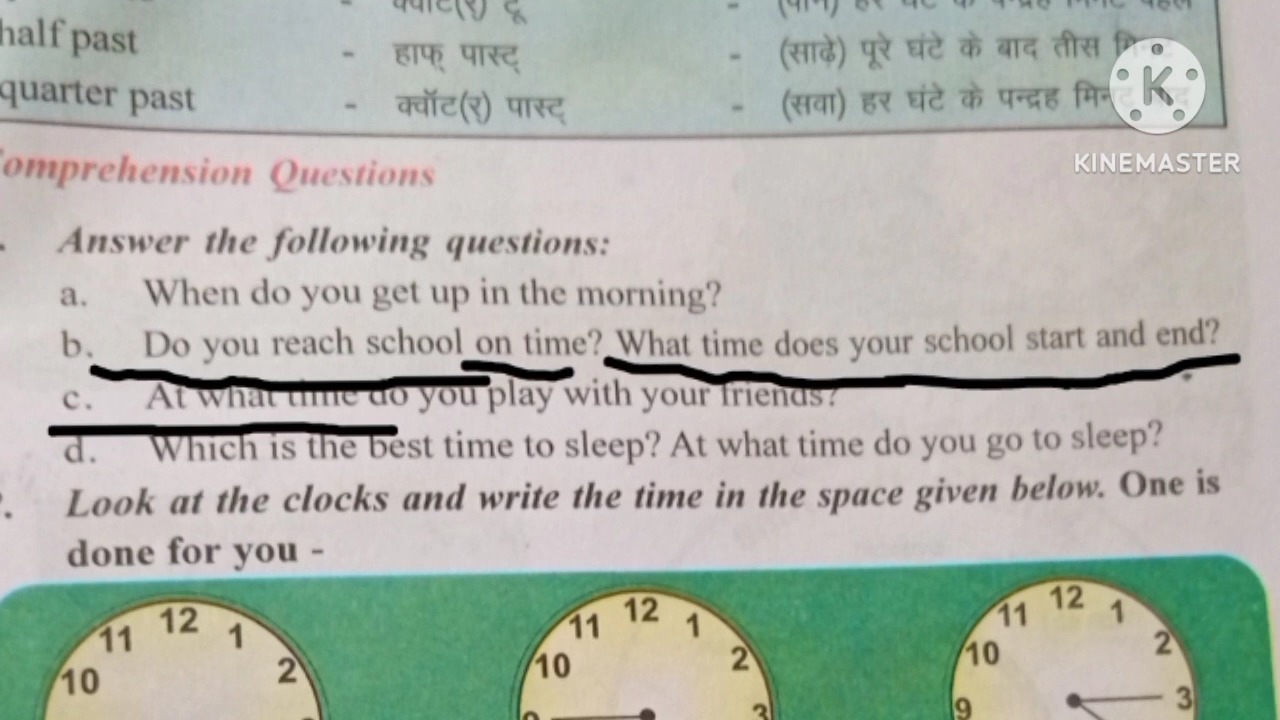 half past - हाफ् पास्ट् - (साढ़े) पूरे घंटे के बाद तीस
quarter past - क्वॉट(र्) पास्ट् - (सवा) हर घंटे के पन्द्रह
K
KINEMASTER
omprehension Questions
Answer the following questions:
a. When do you get up in the morning?
b. Do you reach school on time? What time does your school start and end?
c. At what time do you play with your friends?
d. Which is the best time to sleep? At what time do you go to sleep?
Look at the clocks and write the time in the space given below. One is
done for you -
12 12 12
11 1 11 1 11 1
10 2 10 2 10 2
3 9 3